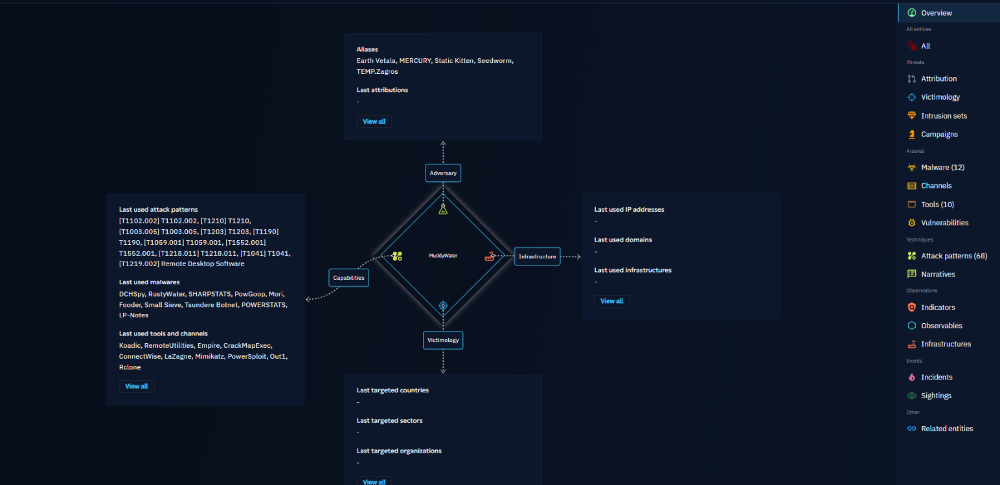 Aliases
Earth Vetala, MERCURY, Static Kitten, Seedworm,
TEMP.Zagros
Last attributions
-
View all
Adversary
Last used attack patterns
[T1102.002] T1102.002, [T1210] T1210,
[T1003.005] T1003.005, [T1203] T1203, [T1190]
T1190, [T1059.001] T1059.001, [T1552.001]
T1552.001, [T1218.011] T1218.011, [T1041] T1041,
[T1219.002] Remote Desktop Software
Last used malwares
DCHSpy, RustyWater, SHARPSTATS, PowGoop, Mori,
Fooder, Small Sieve, Tsundere Botnet, POWERSTATS,
LP-Notes
Last used tools and channels
Koadic, RemoteUtilities, Empire, CrackMapExec,
ConnectWise, LaZagne, Mimikatz, PowerSploit, Out1,
Rclone
View all
Capabilities
MuddyWater
Infrastructure
Last used IP addresses
-
Last used domains
-
Last used infrastructures
-
View all
Victimology
Last targeted countries
-
Last targeted sectors
-
Last targeted organizations
-
View all
Overview
All entities
All
Threats
Attribution
Victimology
Intrusion sets
Campaigns
Arsenal
Malware (12)
Channels
Tools (10)
Vulnerabilities
Techniques
Attack patterns (68)
Narratives
Observations
Indicators
Observables
Infrastructures
Events
Incidents
Sightings
Other
Related entities